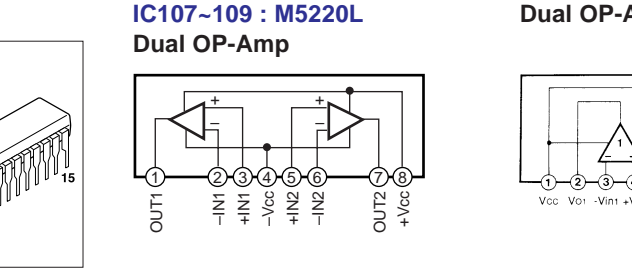 IC107~109 : M5220L
Dual OP-Amp
+ − + −
1 2 3 4 5 6 7 8
OUT1 −IN1 +IN1 −Vcc +IN2 −IN2 OUT2 +Vcc
15
Dual OP-A
1
−
1 2 3
Vcc Vo1 -Vin1 +V